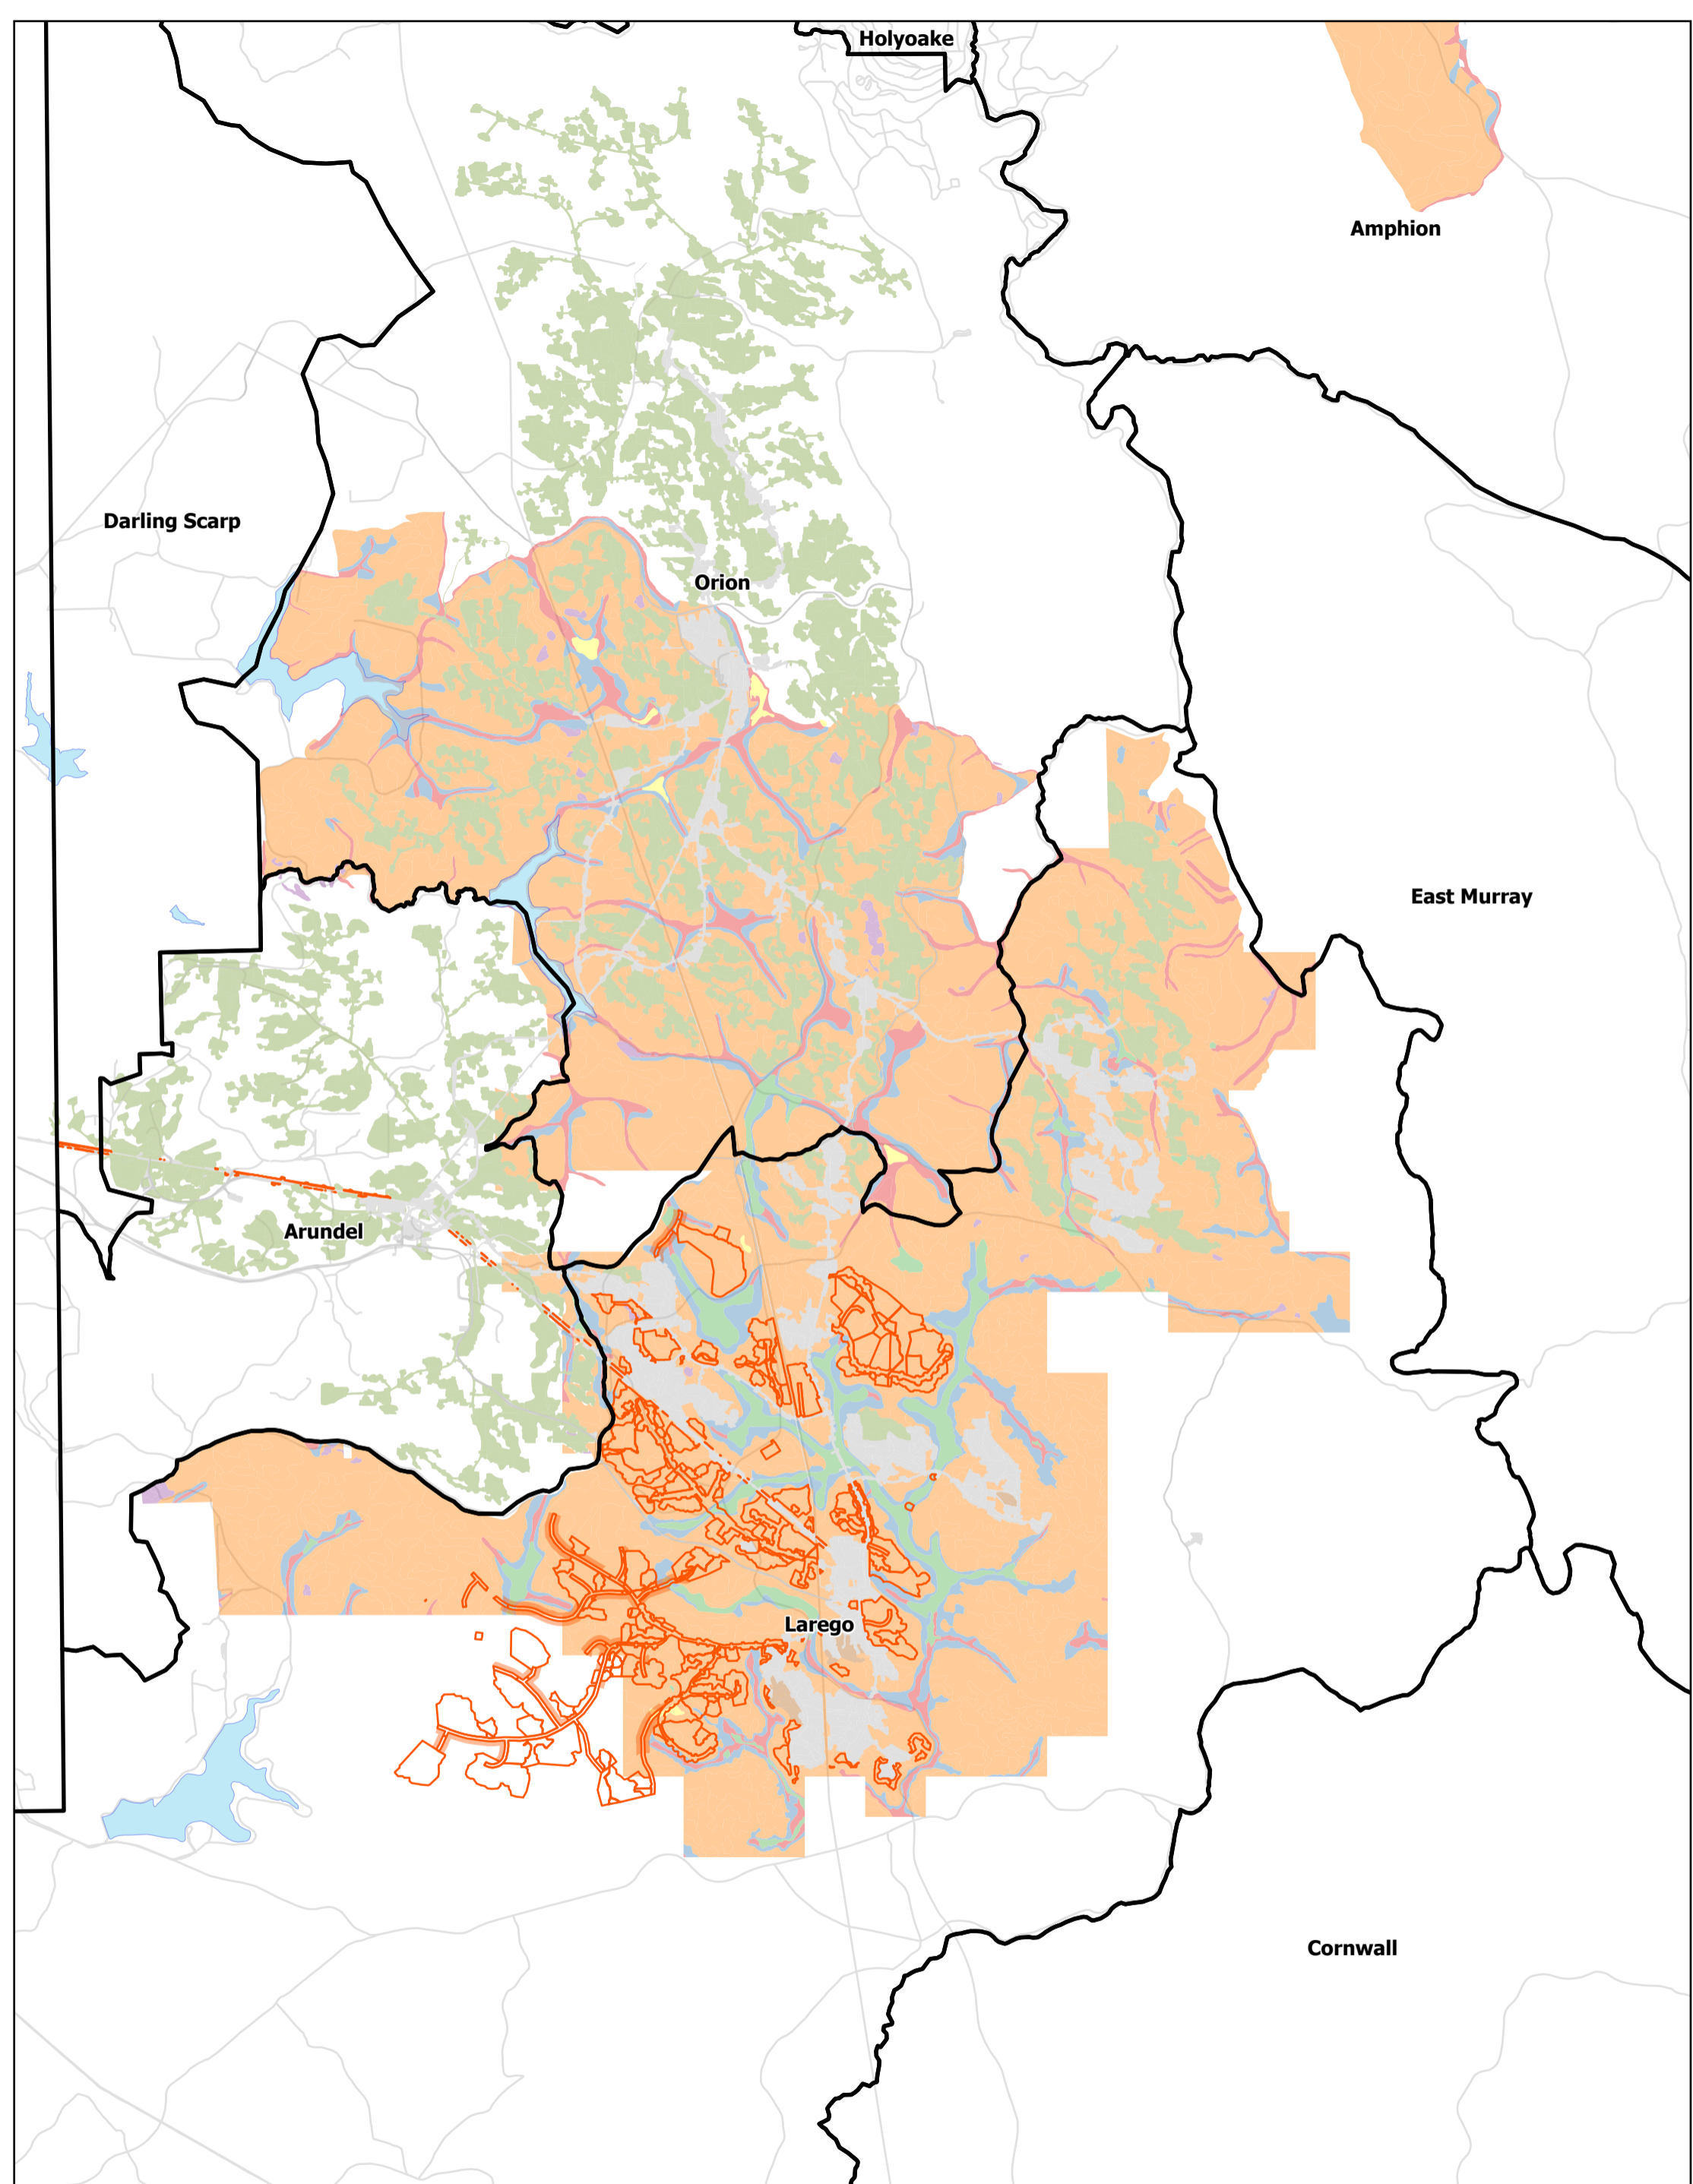 Holyoake
Amphion
Darling Scarp
Orion
East Murray
Arundel
Larego
Cornwall